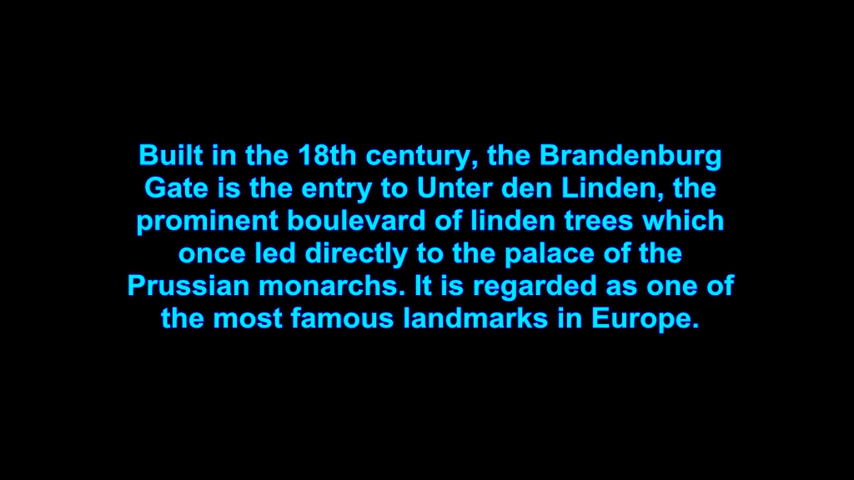 Built in the 18th century, the Brandenburg
Gate is the entry to Unter den Linden, the
prominent boulevard of linden trees which
once led directly to the palace of the
Prussian monarchs. It is regarded as one of
the most famous landmarks in Europe.